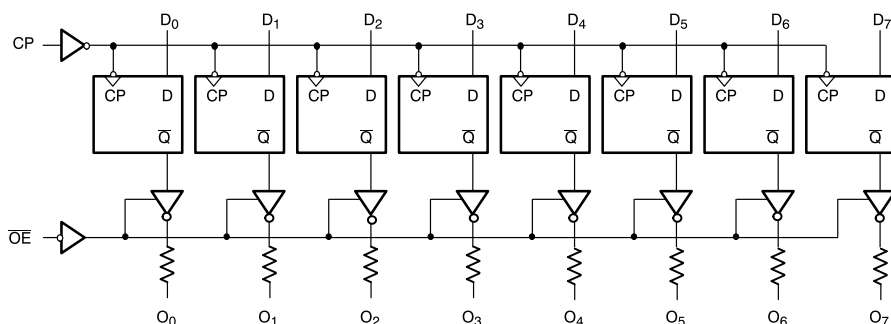 D0 D1 D2 D3 D4 D5 D6 D7
CP
CP D CP D CP D CP D CP D CP D CP D CP D
Q̅ Q̅ Q̅ Q̅ Q̅ Q̅ Q̅ Q̅
O̅E̅
O0 O1 O2 O3 O4 O5 O6 O7